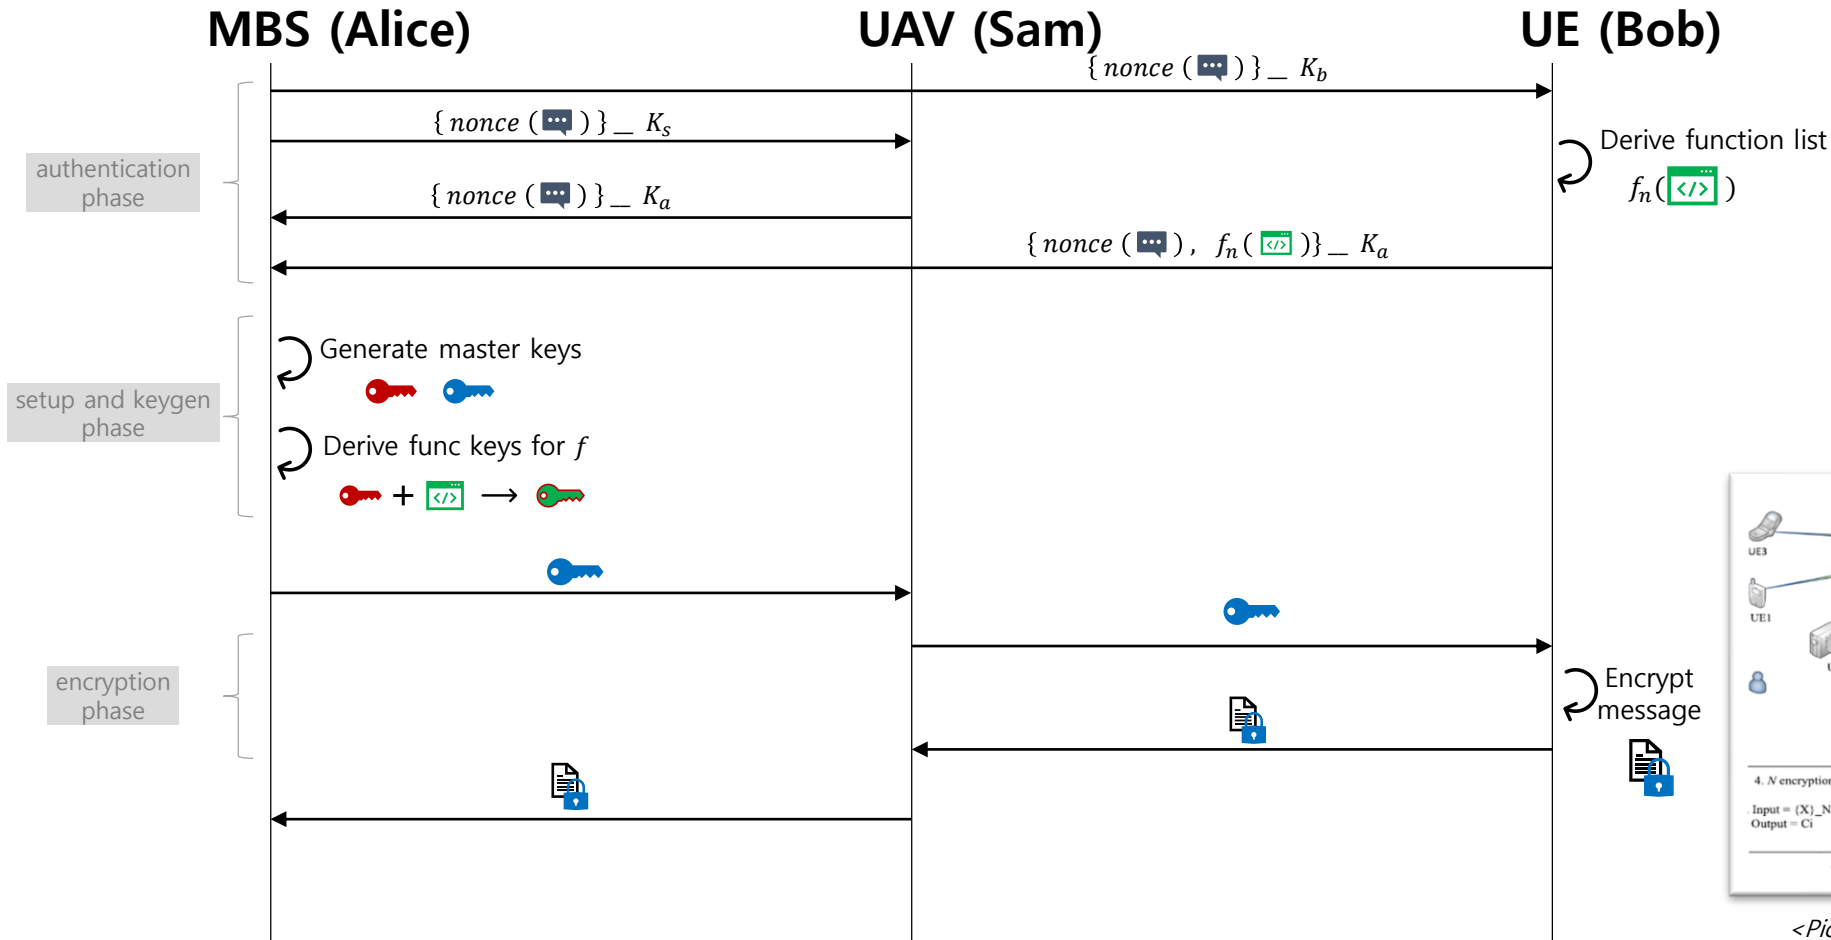 MBS (Alice)
UAV (Sam)
UE (Bob)
{ nonce ( ) } _ K_b
{ nonce ( ) } _ K_s
Derive function list
f_n( </> )
authentication
phase
{ nonce ( ) } _ K_a
{ nonce ( ) , f_n( </> )} _ K_a
Generate master keys
setup and keygen
phase
Derive func keys for f
+ </> →
UE3
UE1
encryption
phase
Encrypt
message
4. N encryption
Input = {X}_N
Output = Ci